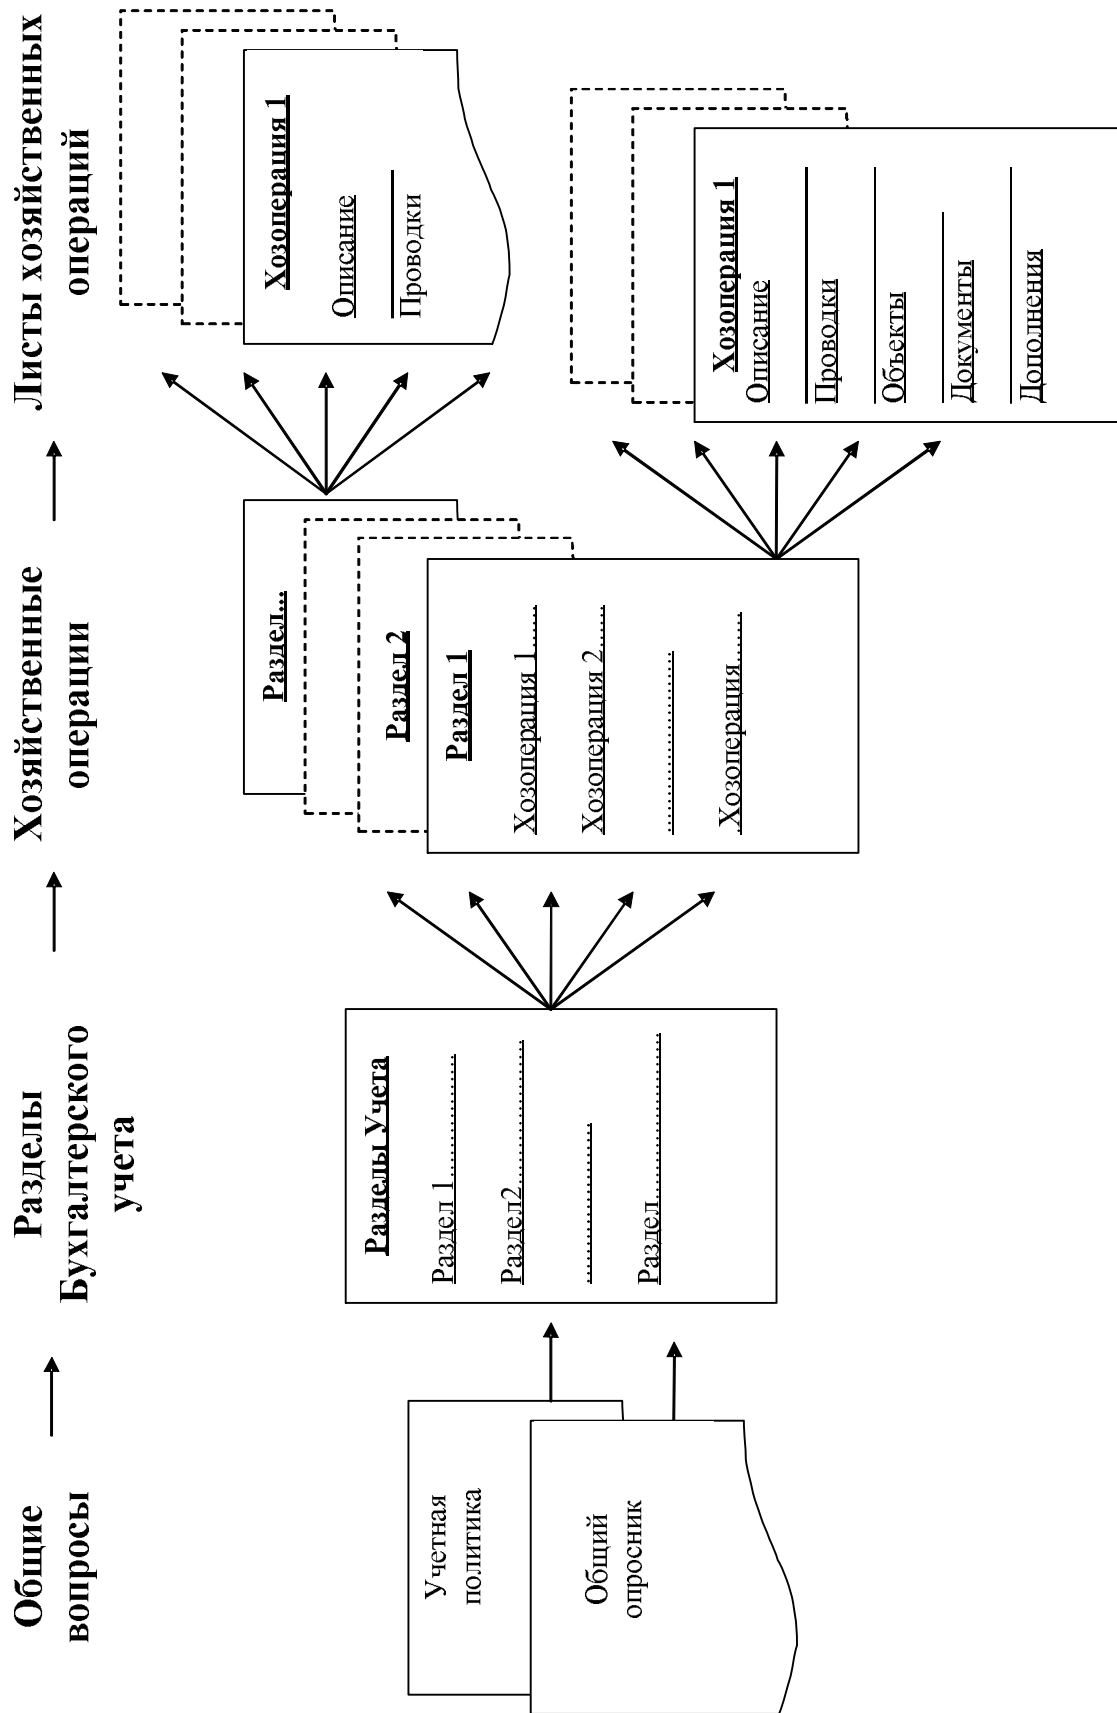 Общие
вопросы
Разделы
Бухгалтерского
учета
Хозяйственные
операции
Листы хозяйственных
операций
Учетная
политика
Общий
опросник
Разделы Учета
Раздел 1......................
Раздел2.......................
.......................
Раздел.......................
Раздел...
Раздел 2
Раздел 1
Хозоперация 1......
Хозоперация 2......
..........................
Хозоперация..........
Хозоперация 1
Описание
Проводки
Хозоперация 1
Описание
Проводки
Объекты
Документы
Дополнения